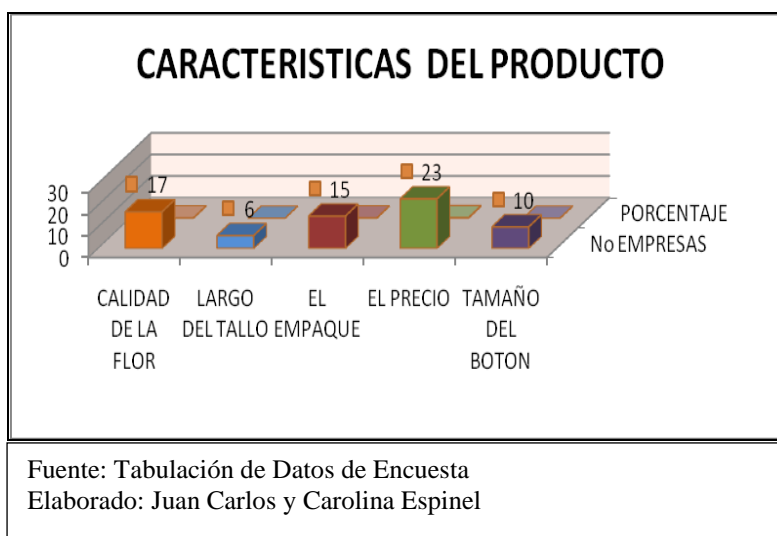 CARACTERISTICAS DEL PRODUCTO
30
20
10
0
17
6
15
23
10
PORCENTAJE
No EMPRESAS
CALIDAD
DE LA
FLOR
LARGO
DEL TALLO
EL
EMPAQUE
EL PRECIO
TAMAÑO
DEL
BOTON
Fuente: Tabulación de Datos de Encuesta
Elaborado: Juan Carlos y Carolina Espinel